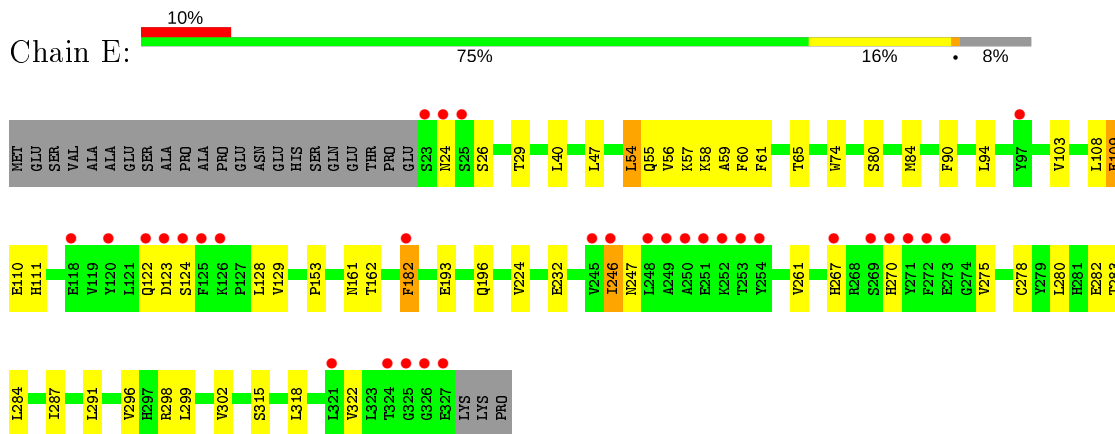 10%
Chain E:
75% 16% • 8%
MET GLU SER VAL ALA ALA GLU SER ALA PRO ALA PRO GLU ASN GLU HIS SER GLN GLU THR PRO GLU S23 N24 S25 S26 T29 L40 L47 L54 Q55 V56 K57 K58 A59 F60 F61 T65 W74 S80 M84 F90 L94 Y97 V103 L108
E110 H111 E118 V119 Y120 L121 Q122 D123 S124 F125 K126 P127 L128 V129 P153 N161 T162 F182 E193 Q196 V224 E232 V245 I246 N247 L248 A249 A250 E251 K252 T253 Y254 V261 H267 R268 S269 H270 Y271 F272 E273 G274 V275 C278 Y279 L280 H281 E282 T283
L284 I287 L291 V296 H297 R298 L299 V302 S315 L318 L321 V322 L323 T324 G325 G326 E327 LYS LYS PRO